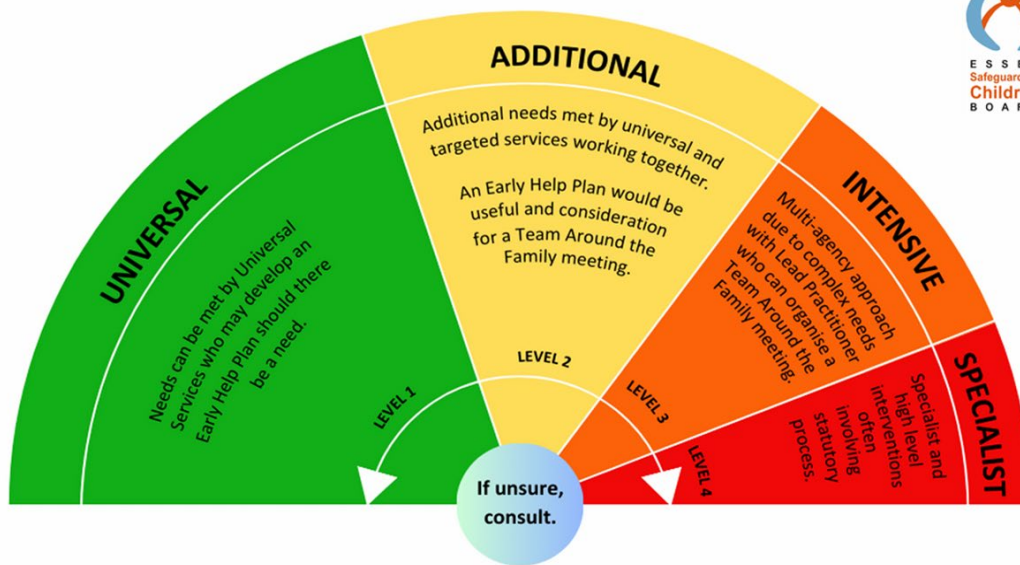 UNIVERSAL
Needs can be met by Universal
Services who may develop an
Early Help Plan should there
be a need.
LEVEL 1
ADDITIONAL
Additional needs met by universal and
targeted services working together.
An Early Help Plan would be
useful and consideration
for a Team Around the
Family meeting.
LEVEL 2
INTENSIVE
Multi-agency approach
due to complex needs
with Lead Practitioner
who can organise a
Team Around the
Family meeting.
LEVEL 3
SPECIALIST
Specialist and
high level
interventions
often
involving
statutory
process.
LEVEL 4
If unsure,
consult.